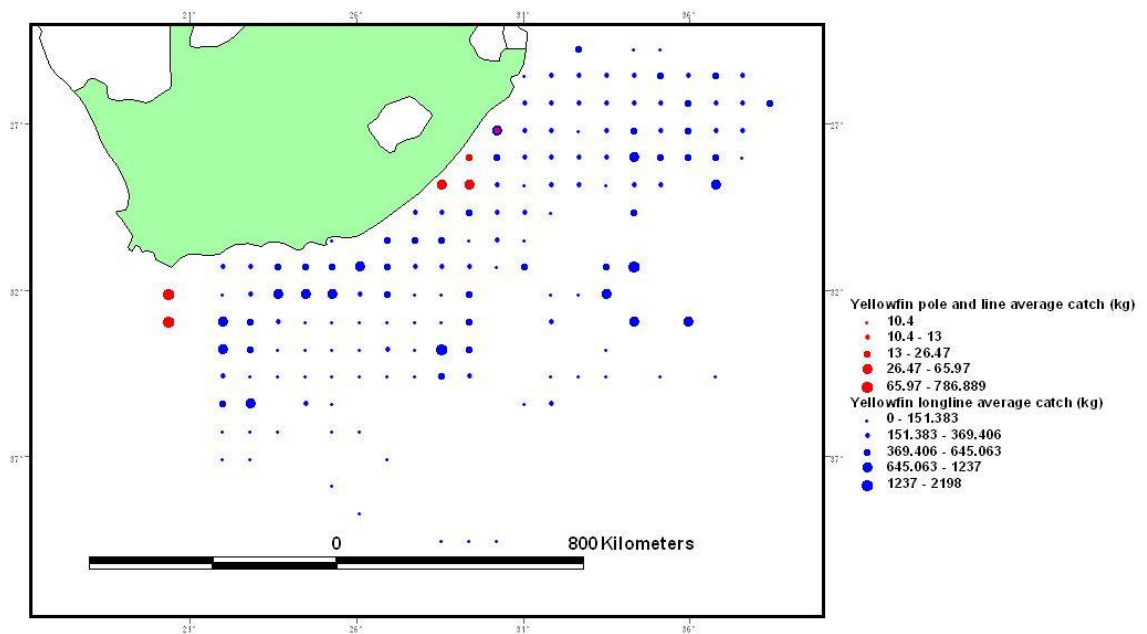 21° 26° 31° 36°
27° 27°
32° 32°
Yellowfin pole and line average catch (kg)
10.4
10.4 - 13
13 - 26.47
26.47 - 65.97
65.97 - 786.889
Yellowfin longline average catch (kg)
0 - 151.383
151.383 - 369.406
369.406 - 645.063
645.063 - 1237
1237 - 2198
37° 37°
0 800 Kilometers
21° 26° 31° 36°